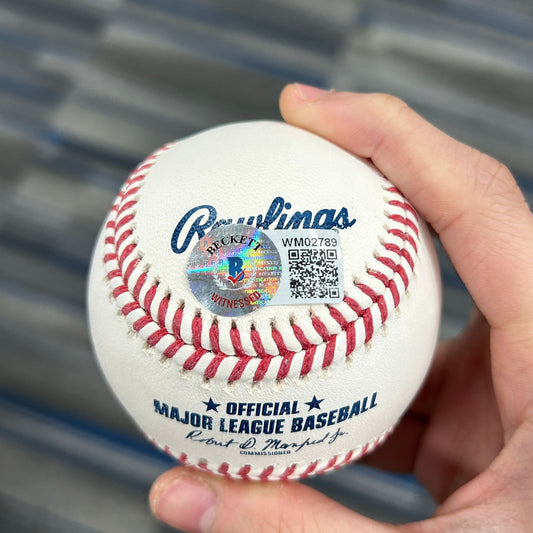 Rawlings
BECKETT
B
WITNESSED
WM02789
OFFICIAL
MAJOR LEAGUE BASEBALL
Robert D. Manfred Jr.
COMMISSIONER